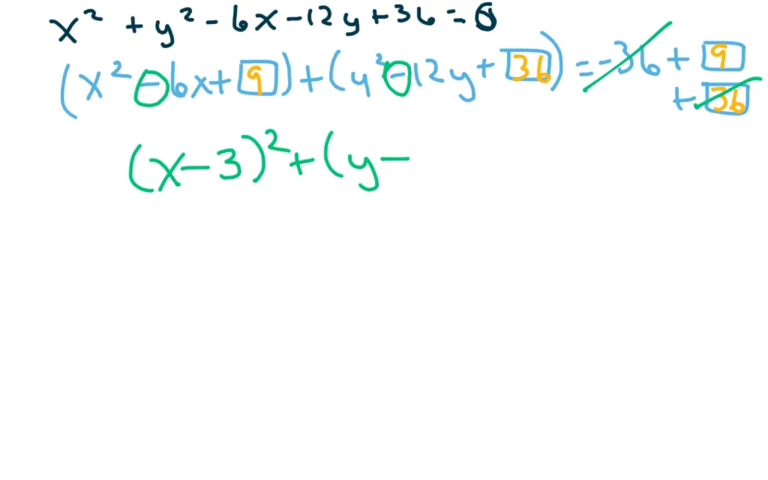 x² + y² - 6x - 12y + 36 = 0
(x² - 6x + 9) + (y² - 12y + 36) = -36 + 9
+ 36
(x - 3)² + (y -